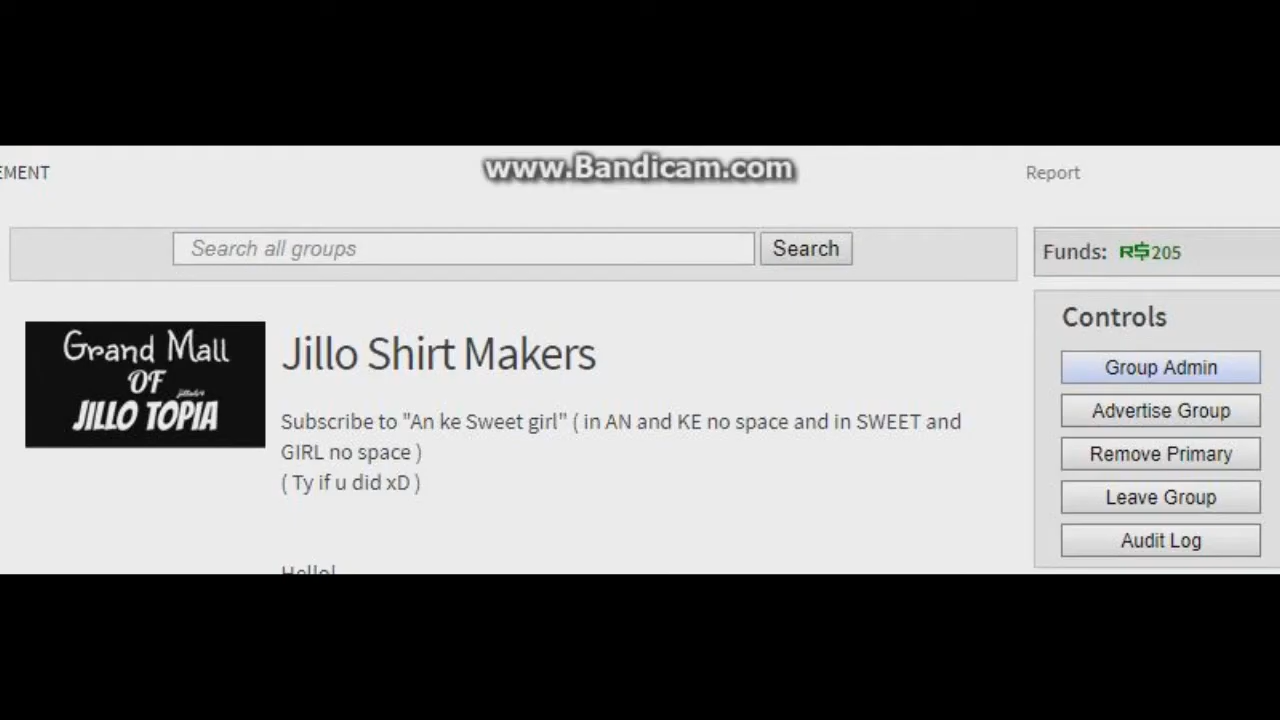 www.Bandicam.com
EMENT
Report
Search all groups
Search
Funds: R$205
Grand Mall
OF
JILLO TOPIA
Jillo Shirt Makers
Subscribe to "An ke Sweet girl" ( in AN and KE no space and in SWEET and
GIRL no space )
( Ty if u did xD )
Hello!
Controls
Group Admin
Advertise Group
Remove Primary
Leave Group
Audit Log